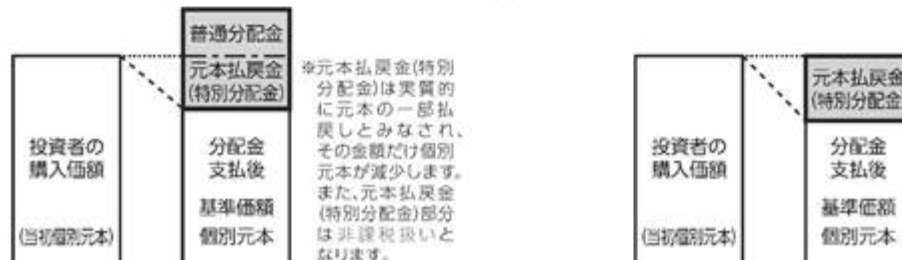 普通分配金
元本払戻金
(特別分配金)
投資者の
購入価額
(当初個別元本)
分配金
支払後
基準価額
個別元本
※元本払戻金(特別
分配金)は実質的
に元本の一部払
戻しとみなされ、
その金額だけ個別
元本が減少します。
また、元本払戻金
(特別分配金)部分
は非課税扱いと
なります。
投資者の
購入価額
(当初個別元本)
元本払戻金
(特別分配金
分配金
支払後
基準価額
個別元本